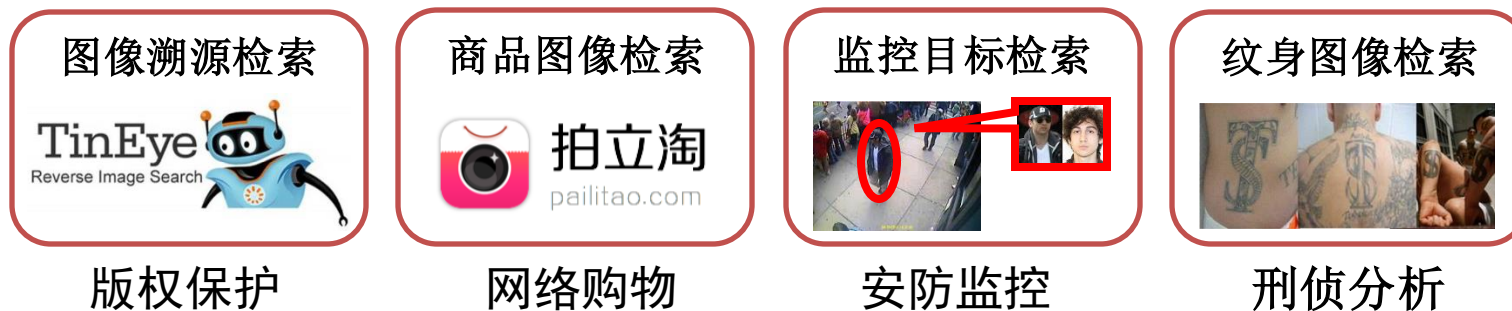 图像溯源检索
TinEye
Reverse Image Search
版权保护
商品图像检索
拍立淘
pailitao.com
网络购物
监控目标检索
安防监控
纹身图像检索
刑侦分析